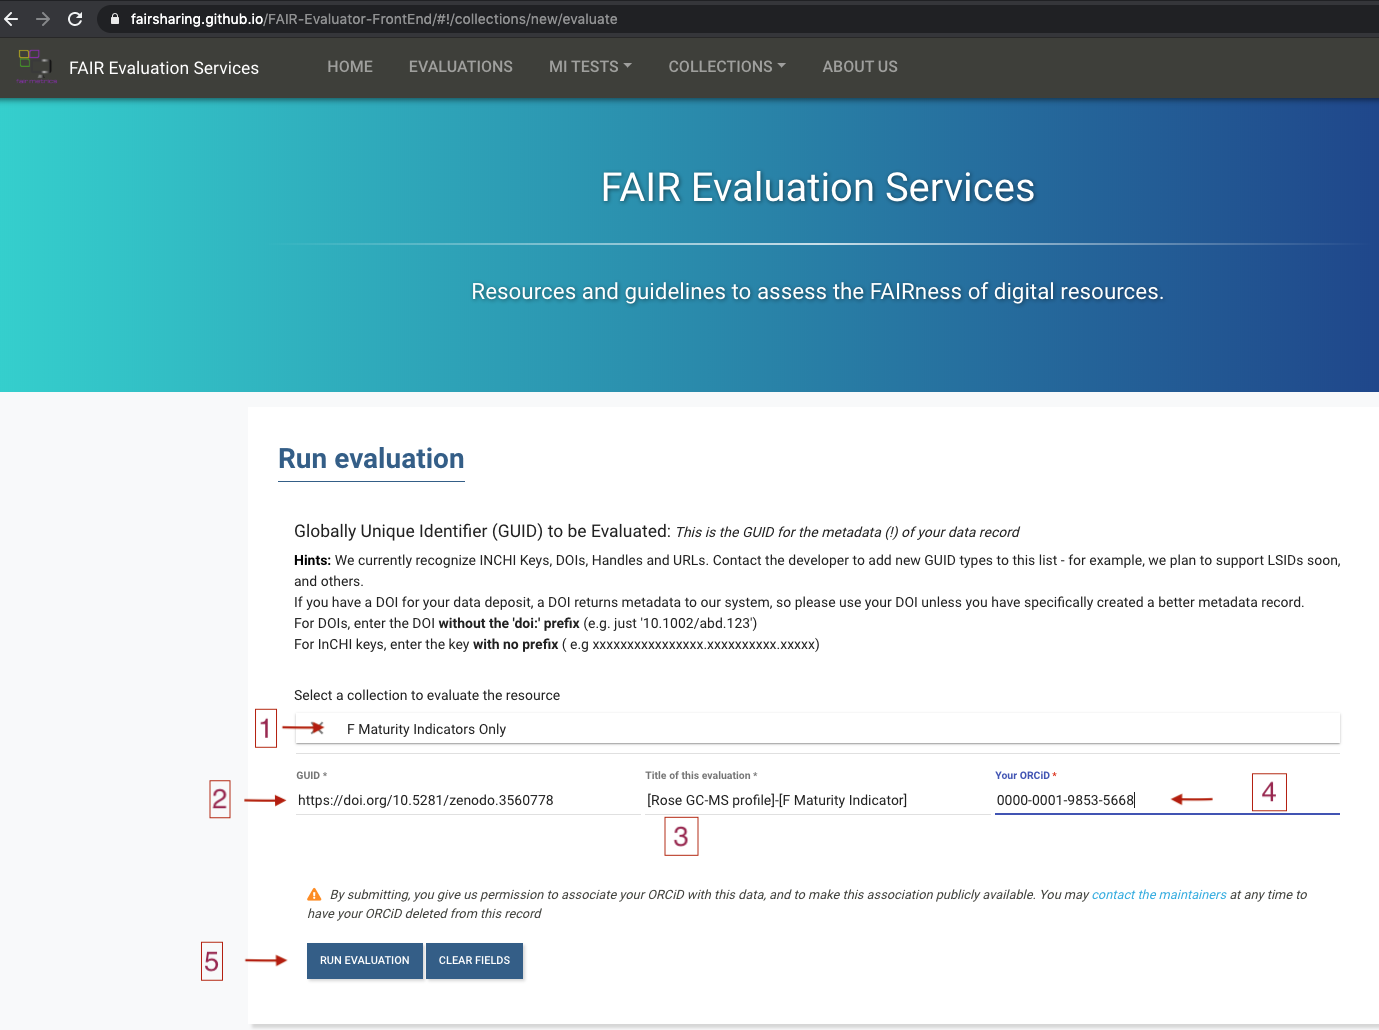 fairsharing.github.io/FAIR-Evaluator-FrontEnd/#!/collections/new/evaluate
FAIR Evaluation Services HOME EVALUATIONS MI TESTS COLLECTIONS ABOUT US
FAIR Evaluation Services
Resources and guidelines to assess the FAIRness of digital resources.
Run evaluation
Globally Unique Identifier (GUID) to be Evaluated: This is the GUID for the metadata (!) of your data record
Hints: We currently recognize INCHI Keys, DOIs, Handles and URLs. Contact the developer to add new GUID types to this list - for example, we plan to support LSIDs soon,
and others.
If you have a DOI for your data deposit, a DOI returns metadata to our system, so please use your DOI unless you have specifically created a better metadata record.
For DOIs, enter the DOI without the 'doi:' prefix (e.g. just '10.1002/abd.123')
For InCHI keys, enter the key with no prefix ( e.g xxxxxxxxxxxxxxxx.xxxxxxxxxx.xxxxx)
Select a collection to evaluate the resource
1 F Maturity Indicators Only
GUID * Title of this evaluation * Your ORCiD *
2 https://doi.org/10.5281/zenodo.3560778 [Rose GC-MS profile]-[F Maturity Indicator] 0000-0001-9853-5668 4
3
By submitting, you give us permission to associate your ORCiD with this data, and to make this association publicly available. You may contact the maintainers at any time to
have your ORCiD deleted from this record
5 RUN EVALUATION CLEAR FIELDS